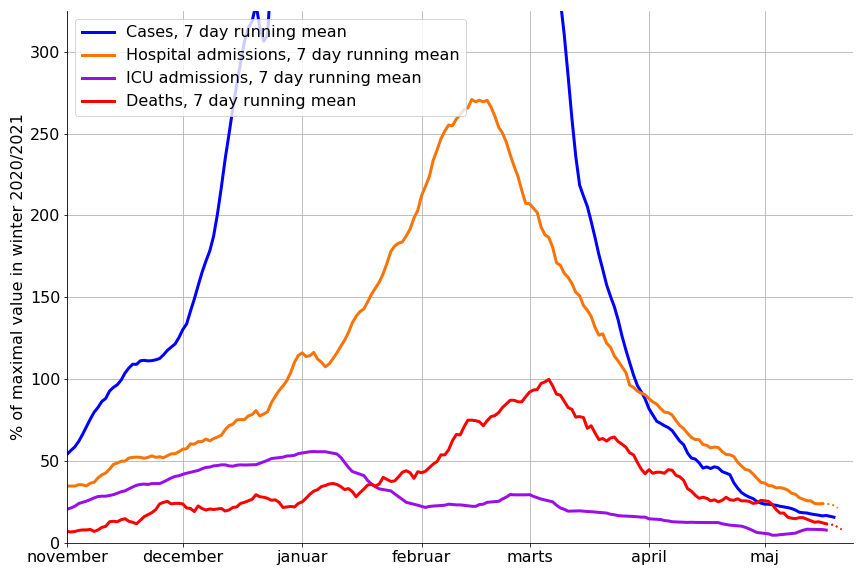 Cases, 7 day running mean
Hospital admissions, 7 day running mean
ICU admissions, 7 day running mean
Deaths, 7 day running mean
% of maximal value in winter 2020/2021
300
250
200
150
100
50
0
november december januar februar marts april maj